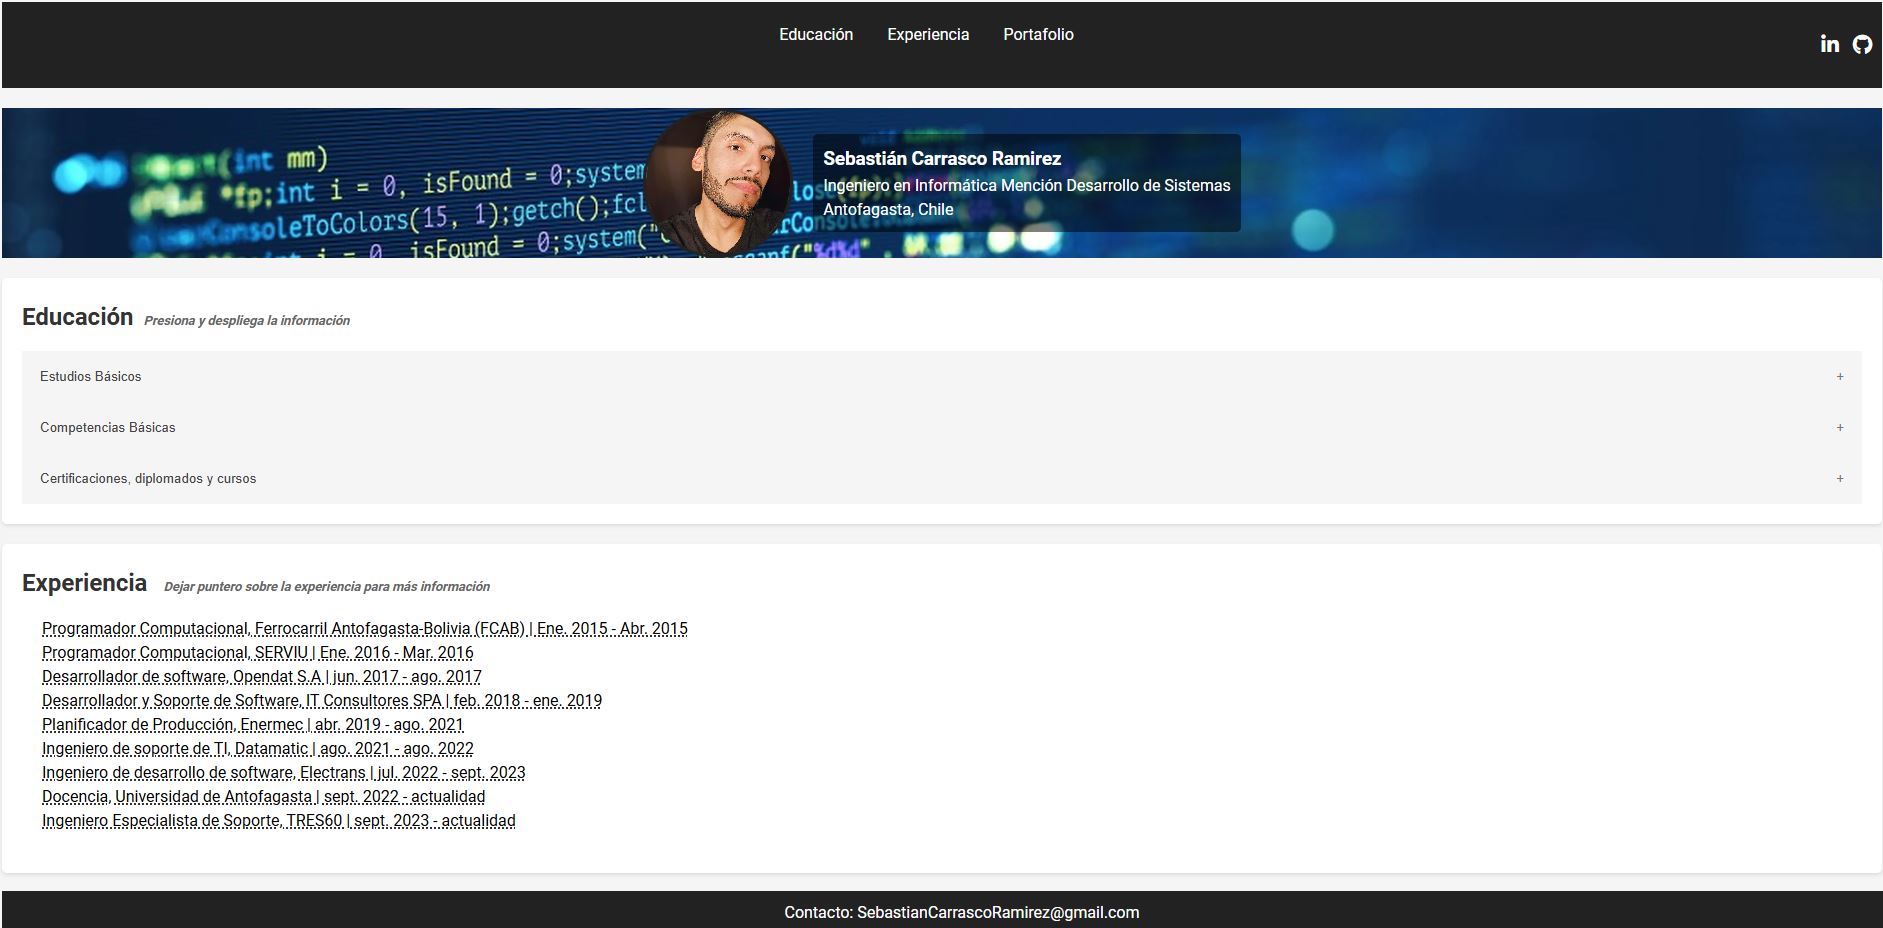 Educación Experiencia Portafolio
in
(int mm)
*fp;int i = 0, isFound = 0;system
ConsoleToColors(15, 1);getch();fcl
isFound = 0;system("
Sebastián Carrasco Ramirez
Ingeniero en Informática Mención Desarrollo de Sistemas
Antofagasta, Chile
Educación Presiona y despliega la información
Estudios Básicos +
Competencias Básicas +
Certificaciones, diplomados y cursos +
Experiencia Dejar puntero sobre la experiencia para más información
Programador Computacional, Ferrocarril Antofagasta-Bolivia (FCAB) | Ene. 2015 - Abr. 2015
Programador Computacional, SERVIU | Ene. 2016 - Mar. 2016
Desarrollador de software, Opendat S.A | jun. 2017 - ago. 2017
Desarrollador y Soporte de Software, IT Consultores SPA | feb. 2018 - ene. 2019
Planificador de Producción, Enermec | abr. 2019 - ago. 2021
Ingeniero de soporte de TI, Datamatic | ago. 2021 - ago. 2022
Ingeniero de desarrollo de software, Electrans | jul. 2022 - sept. 2023
Docencia, Universidad de Antofagasta | sept. 2022 - actualidad
Ingeniero Especialista de Soporte, TRES60 | sept. 2023 - actualidad
Contacto: SebastianCarrascoRamirez@gmail.com